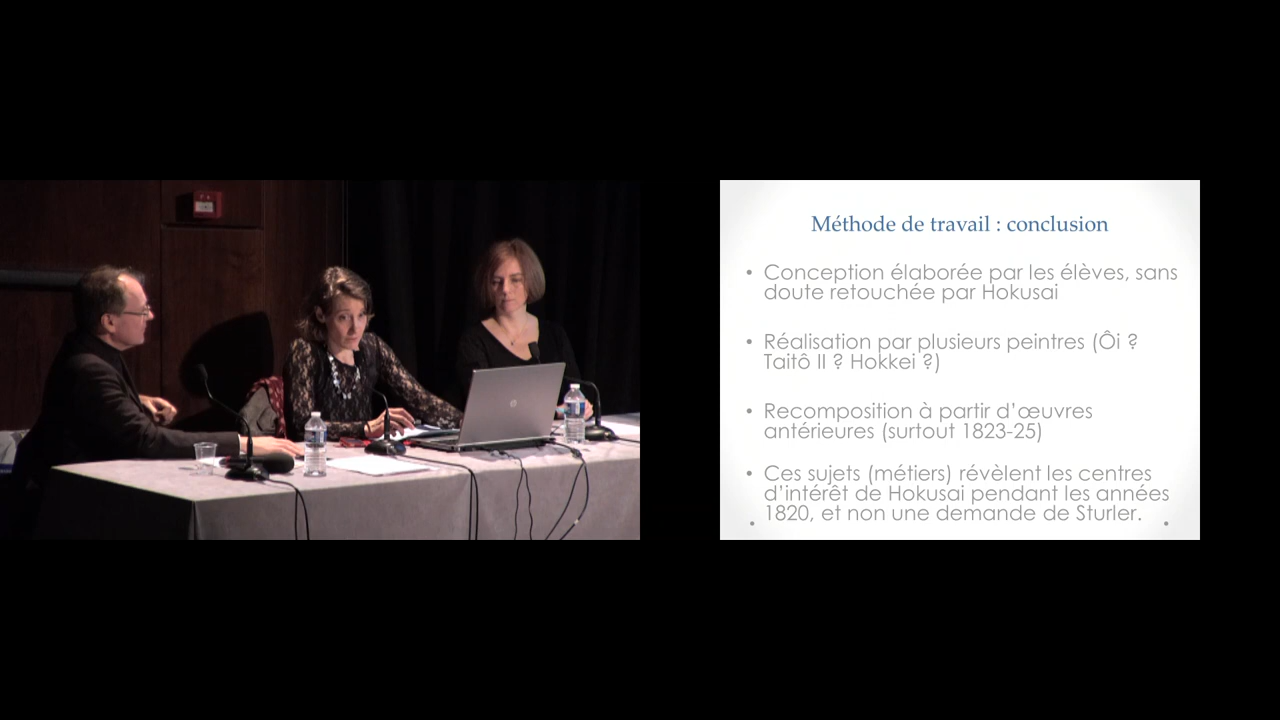 Méthode de travail : conclusion
• Conception élaborée par les élèves, sans
doute retouchée par Hokusai
• Réalisation par plusieurs peintres (Ôi ?
Taitô II ? Hokkei ?)
• Recomposition à partir d’œuvres
antérieures (surtout 1823-25)
• Ces sujets (métiers) révèlent les centres
d’intérêt de Hokusai pendant les années
1820, et non une demande de Sturler.
hp